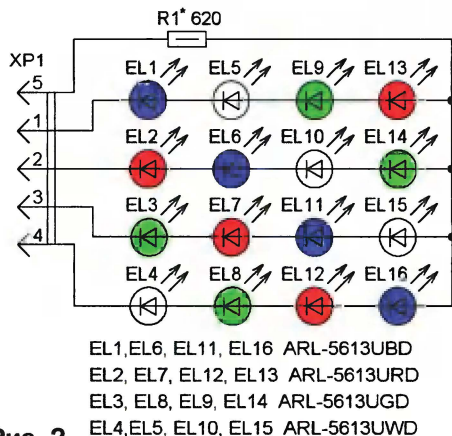 R1* 620
XP1
EL1 EL5 EL9 EL13
5
1
EL2 EL6 EL10 EL14
2
3
EL3 EL7 EL11 EL15
4
EL4 EL8 EL12 EL16
EL1,EL6, EL11, EL16 ARL-5613UBD
EL2, EL7, EL12, EL13 ARL-5613URD
EL3, EL8, EL9, EL14 ARL-5613UGD
EL4,EL5, EL10, EL15 ARL-5613UWD